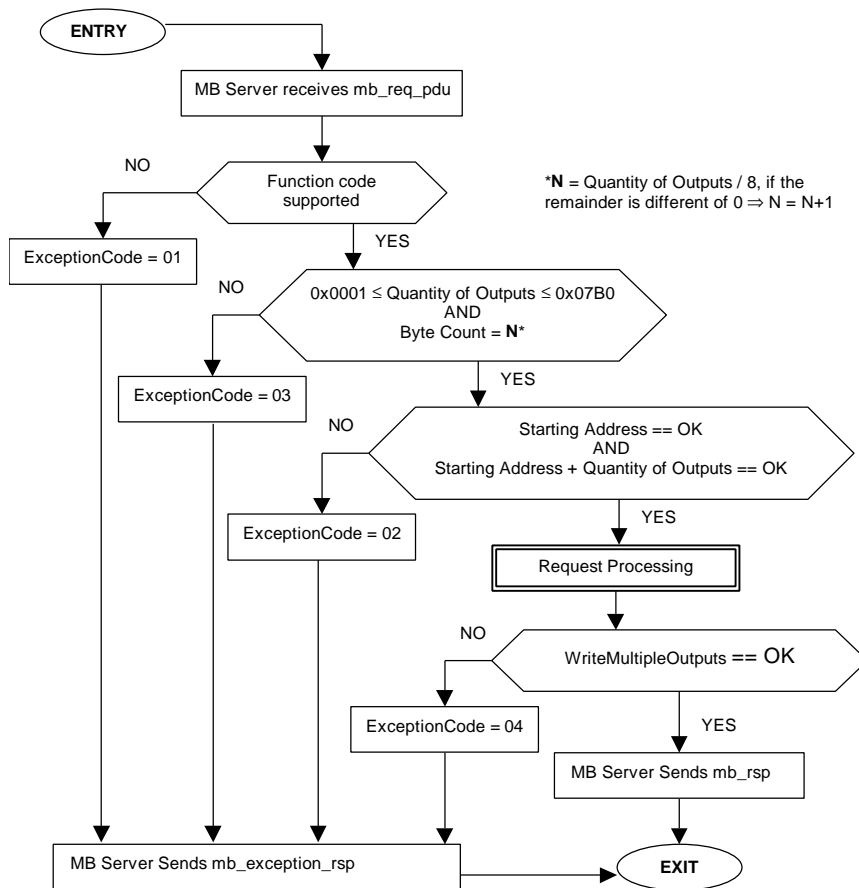 ENTRY
MB Server receives mb_req_pdu
NO
Function code
supported
*N = Quantity of Outputs / 8, if the
remainder is different of 0 ⇒ N = N+1
YES
ExceptionCode = 01
NO
0x0001 ≤ Quantity of Outputs ≤ 0x07B0
AND
Byte Count = N*
YES
ExceptionCode = 03
NO
Starting Address == OK
AND
Starting Address + Quantity of Outputs == OK
YES
ExceptionCode = 02
Request Processing
NO
WriteMultipleOutputs == OK
YES
ExceptionCode = 04
MB Server Sends mb_rsp
MB Server Sends mb_exception_rsp
EXIT